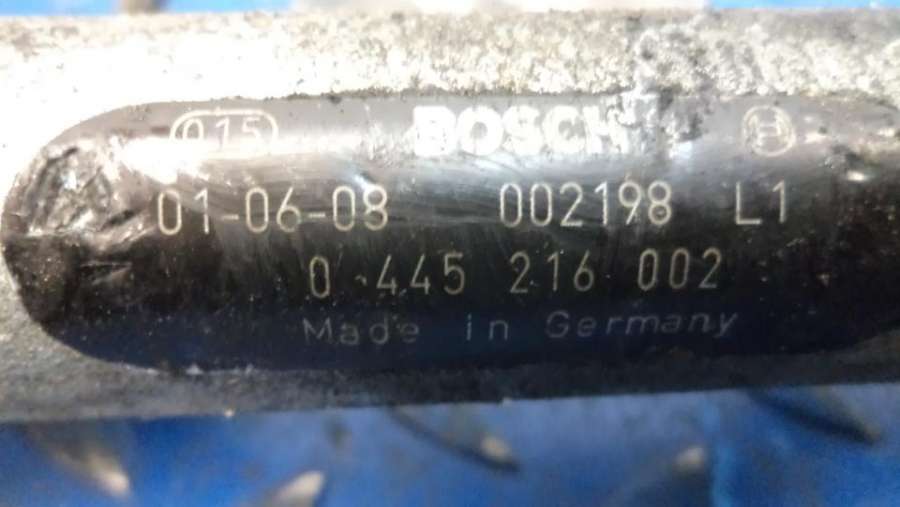 015 BOSCH
01-06-08 002198 L1
0 445 216 002
Made in Germany